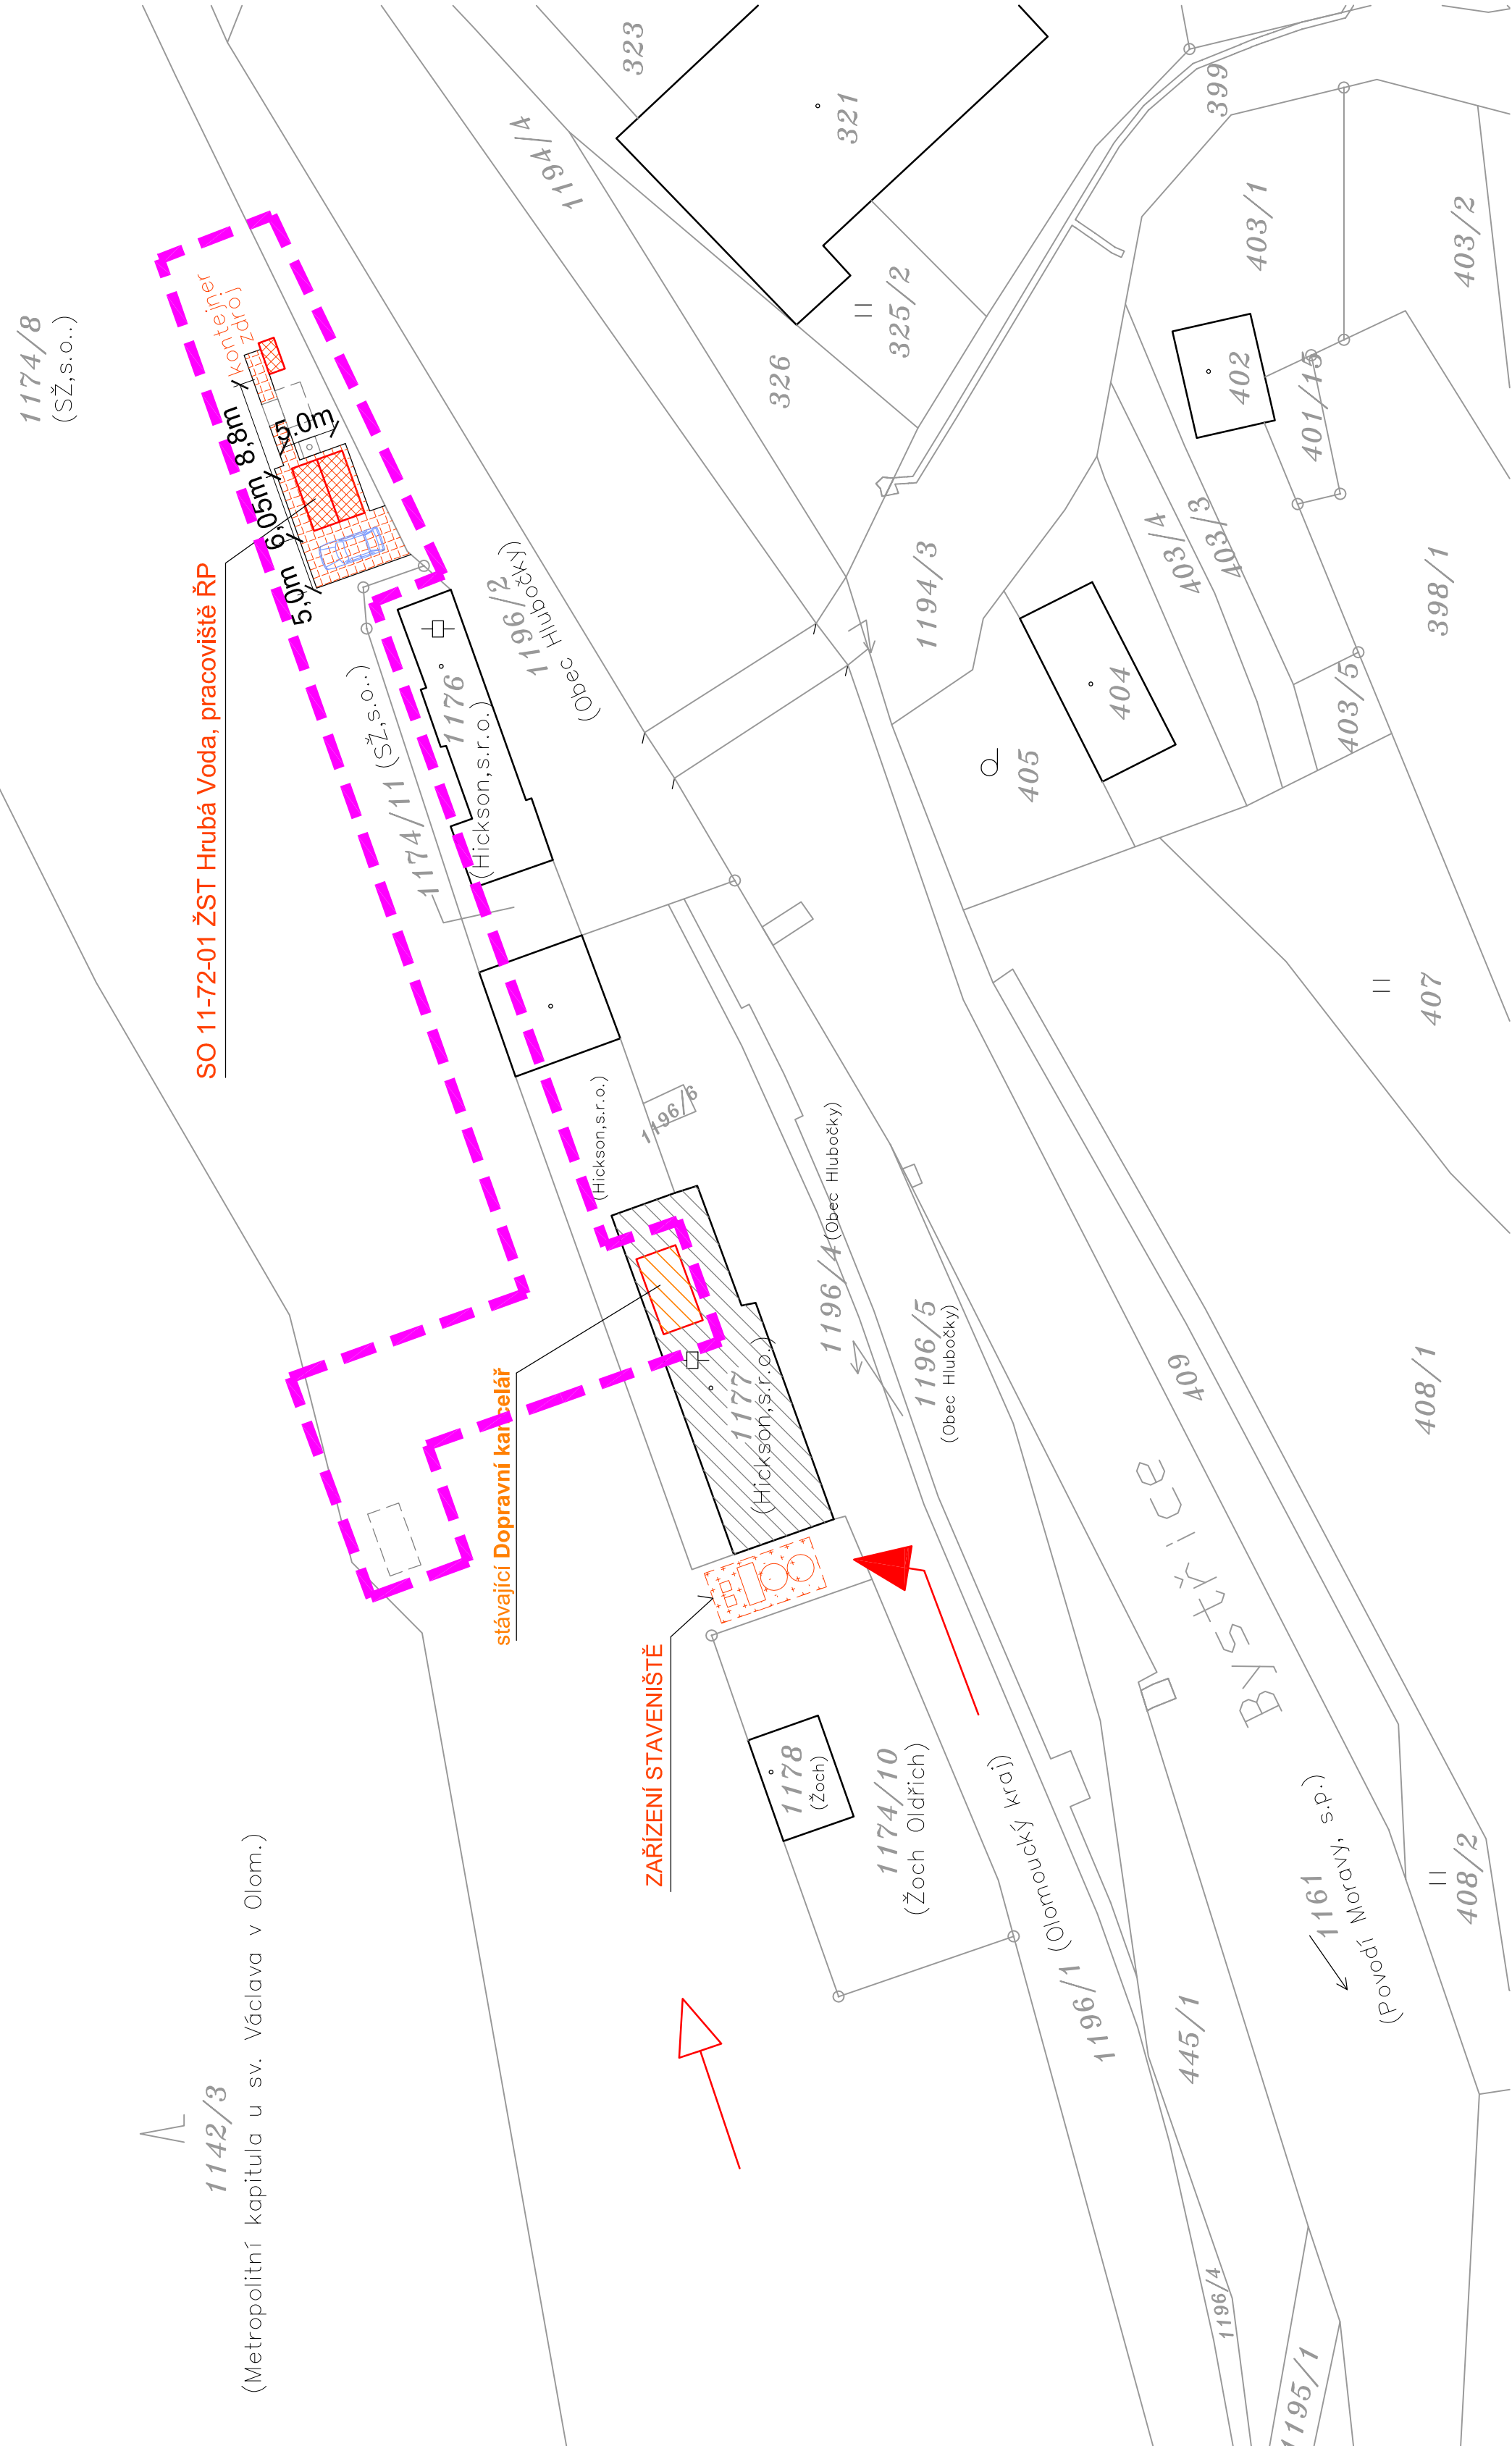 1174/8
(SŽ,s.o..)
SO 11-72-01 ŽST Hrubá Voda, pracoviště ŘP
kontejner
zdroj
8,8m
6,05m
5,0m
5.0m
323
321
1194/4
325/2
326
399
403/1
403/2
402
401/15
403/4
403/3
398/1
403/5
404
405
1194/3
1196/2
(Obec Hlubočky)
1174/11 (SŽ,s.o..)
1176
(Hickson,s.r.o.)
407
(Hickson,s.r.o.)
1196/6
(Obec Hlubočky)
1196/4
1196/5
(Obec Hlubočky)
409
408/1
stávající Dopravní kancelář
1177
(Hickson,s.r.o.)
Bystřice
ZAŘÍZENÍ STAVENIŠTĚ
1178
(Žoch)
1174/10
(Žoch Oldřich)
1196/1 (Olomoucký kraj)
1161
(Povodí Moravy, s.p.)
408/2
445/1
1142/3
(Metropolitní kapitula u sv. Václava v Olom.)
1196/4
1195/1